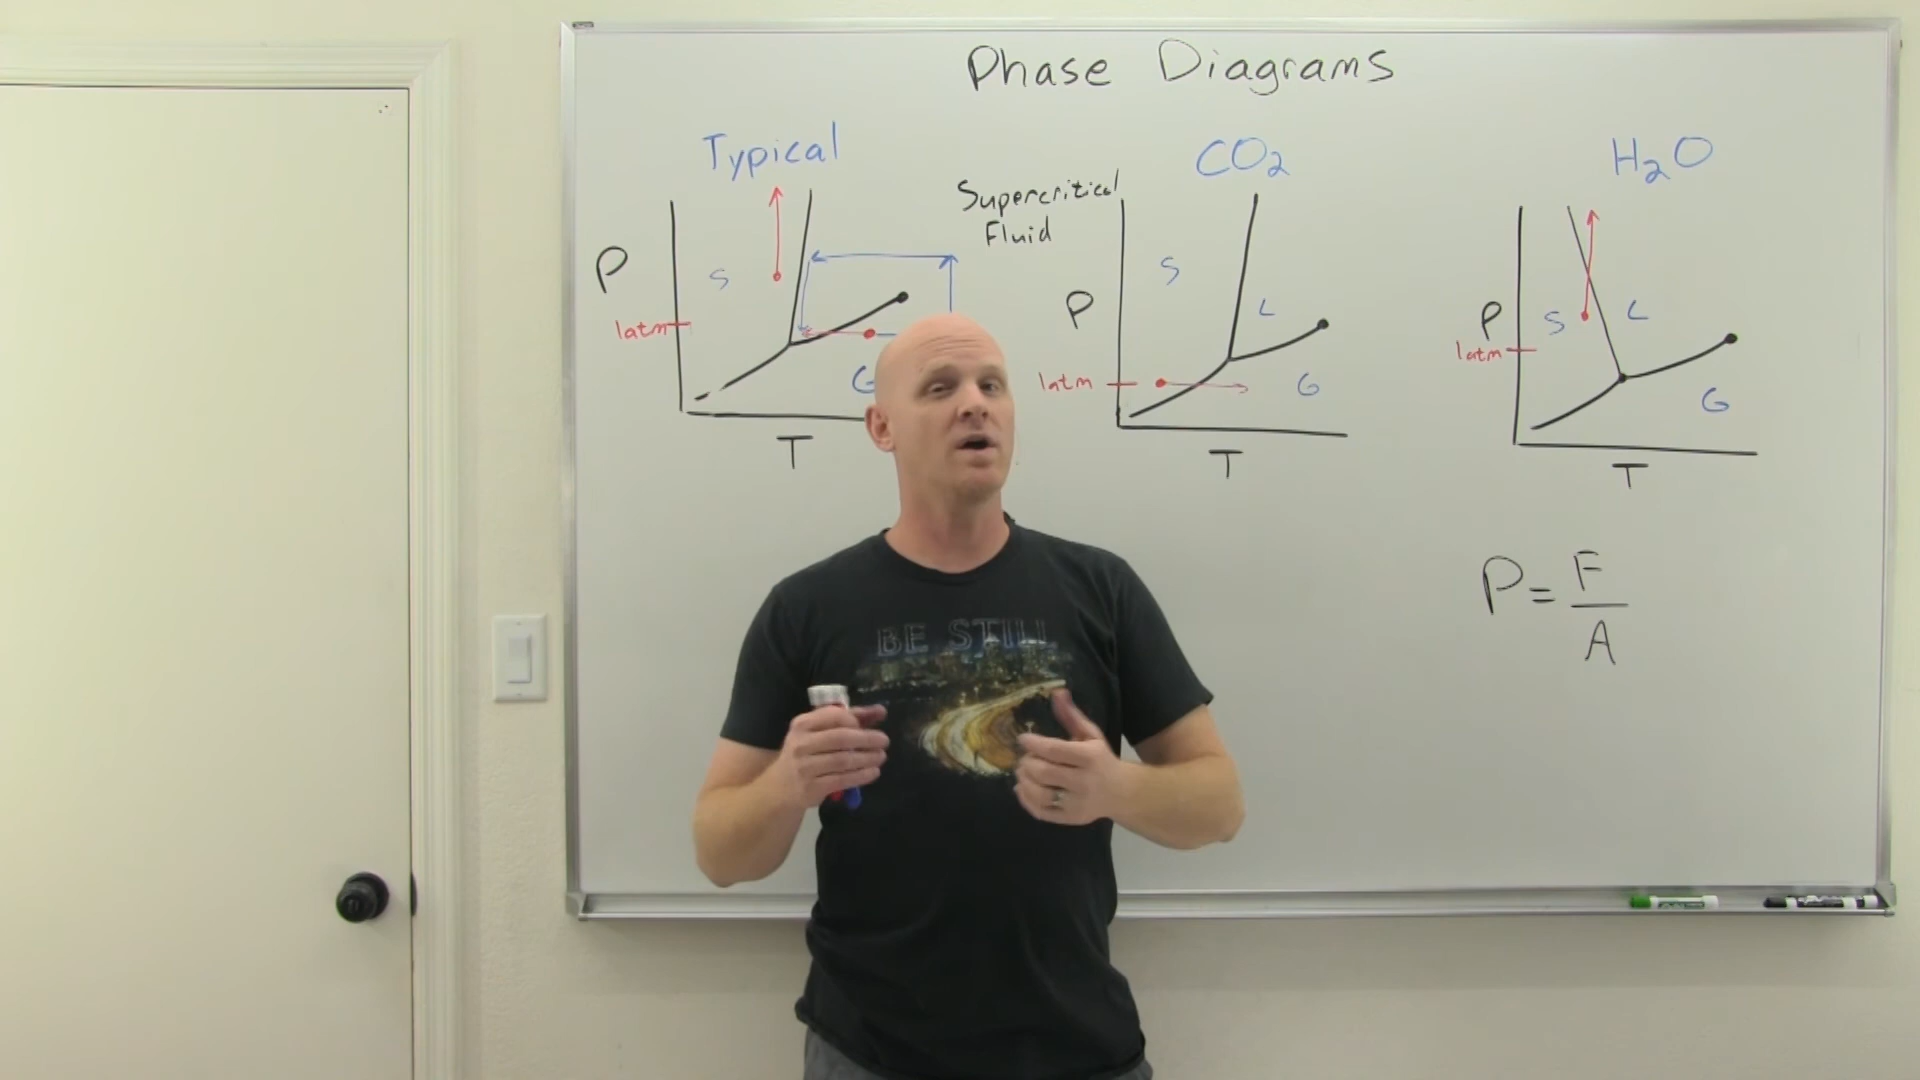 Phase Diagrams
Typical
P
S
1atm
G
T
Supercritical
Fluid
CO2
P
S
L
1atm
G
T
H2O
P
S
L
1atm
G
T
P = F
A
BE STILL